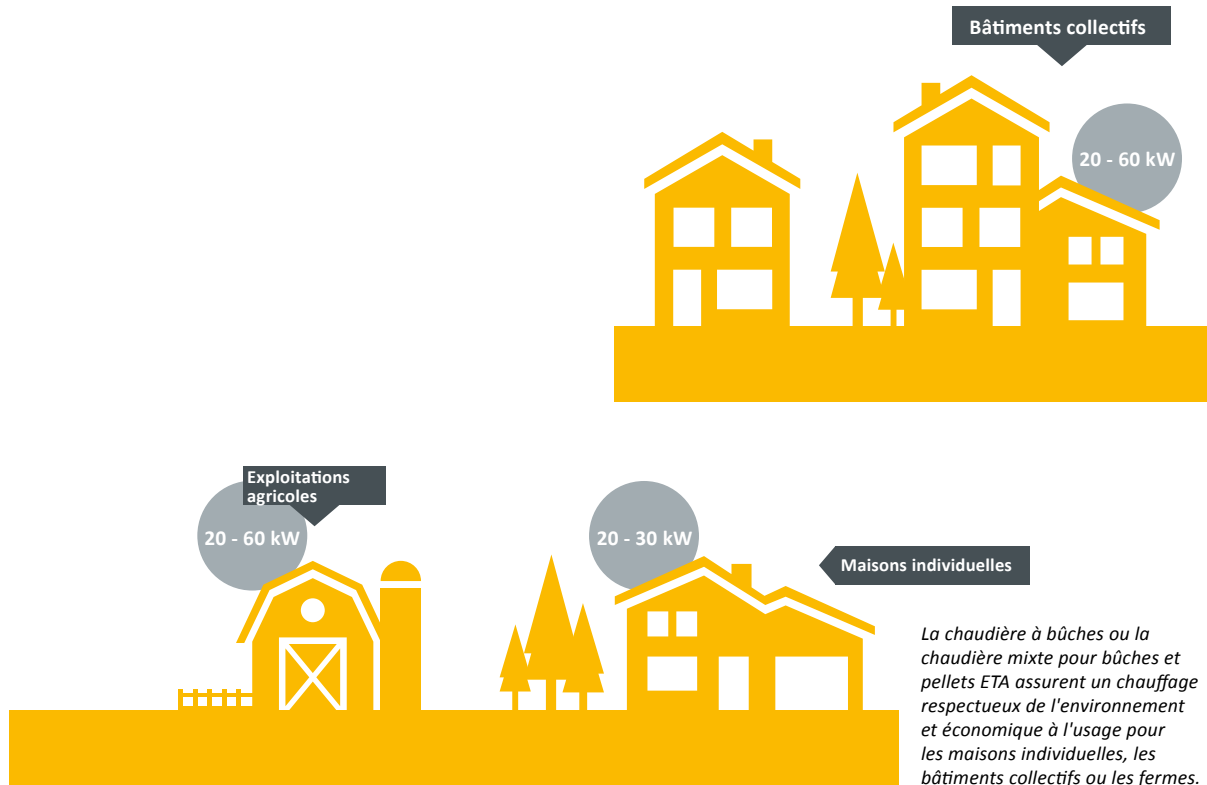 Bâtiments collectifs
20 - 60 kW
Exploitations
agricoles
20 - 60 kW
20 - 30 kW
Maisons individuelles
La chaudière à bûches ou la
chaudière mixte pour bûches et
pellets ETA assurent un chauffage
respectueux de l'environnement
et économique à l'usage pour
les maisons individuelles, les
bâtiments collectifs ou les fermes.